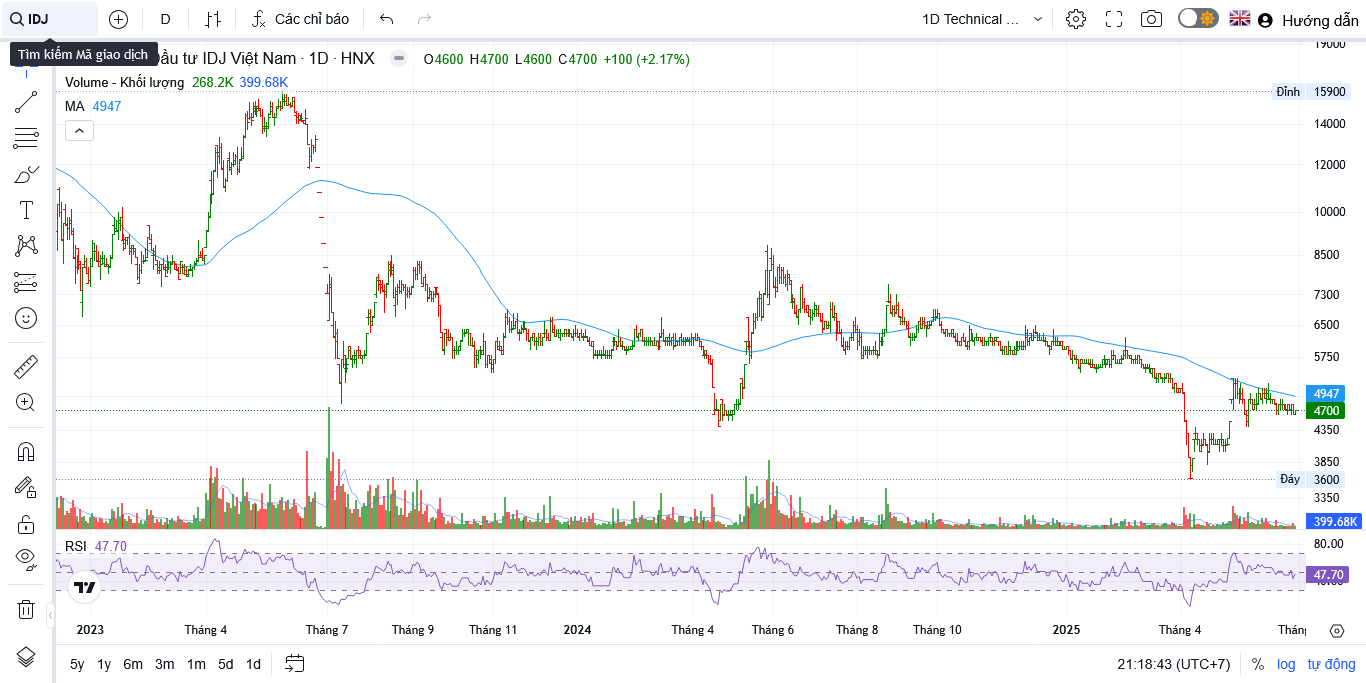 IDJ
D
Các chỉ báo
1D Technical ...
Hướng dẫn
Tìm kiếm Mã giao dịch
ầu tư IDJ Việt Nam · 1D · HNX
O4600 H4700 L4600 C4700 +100 (+2.17%)
Volume - Khối lượng 268.2K 399.68K
MA 4947
19000
Đỉnh 15900
14000
12000
10000
8500
7300
6500
5750
4947
4700
4350
3850
Đáy 3600
3350
399.68K
RSI 47.70
80.00
47.70
2023
Tháng 4
Tháng 7
Tháng 9
Tháng 11
2024
Tháng 4
Tháng 6
Tháng 8
Tháng 10
2025
Tháng 4
Thán
5y 1y 6m 3m 1m 5d 1d
21:18:43 (UTC+7)
% log tự động